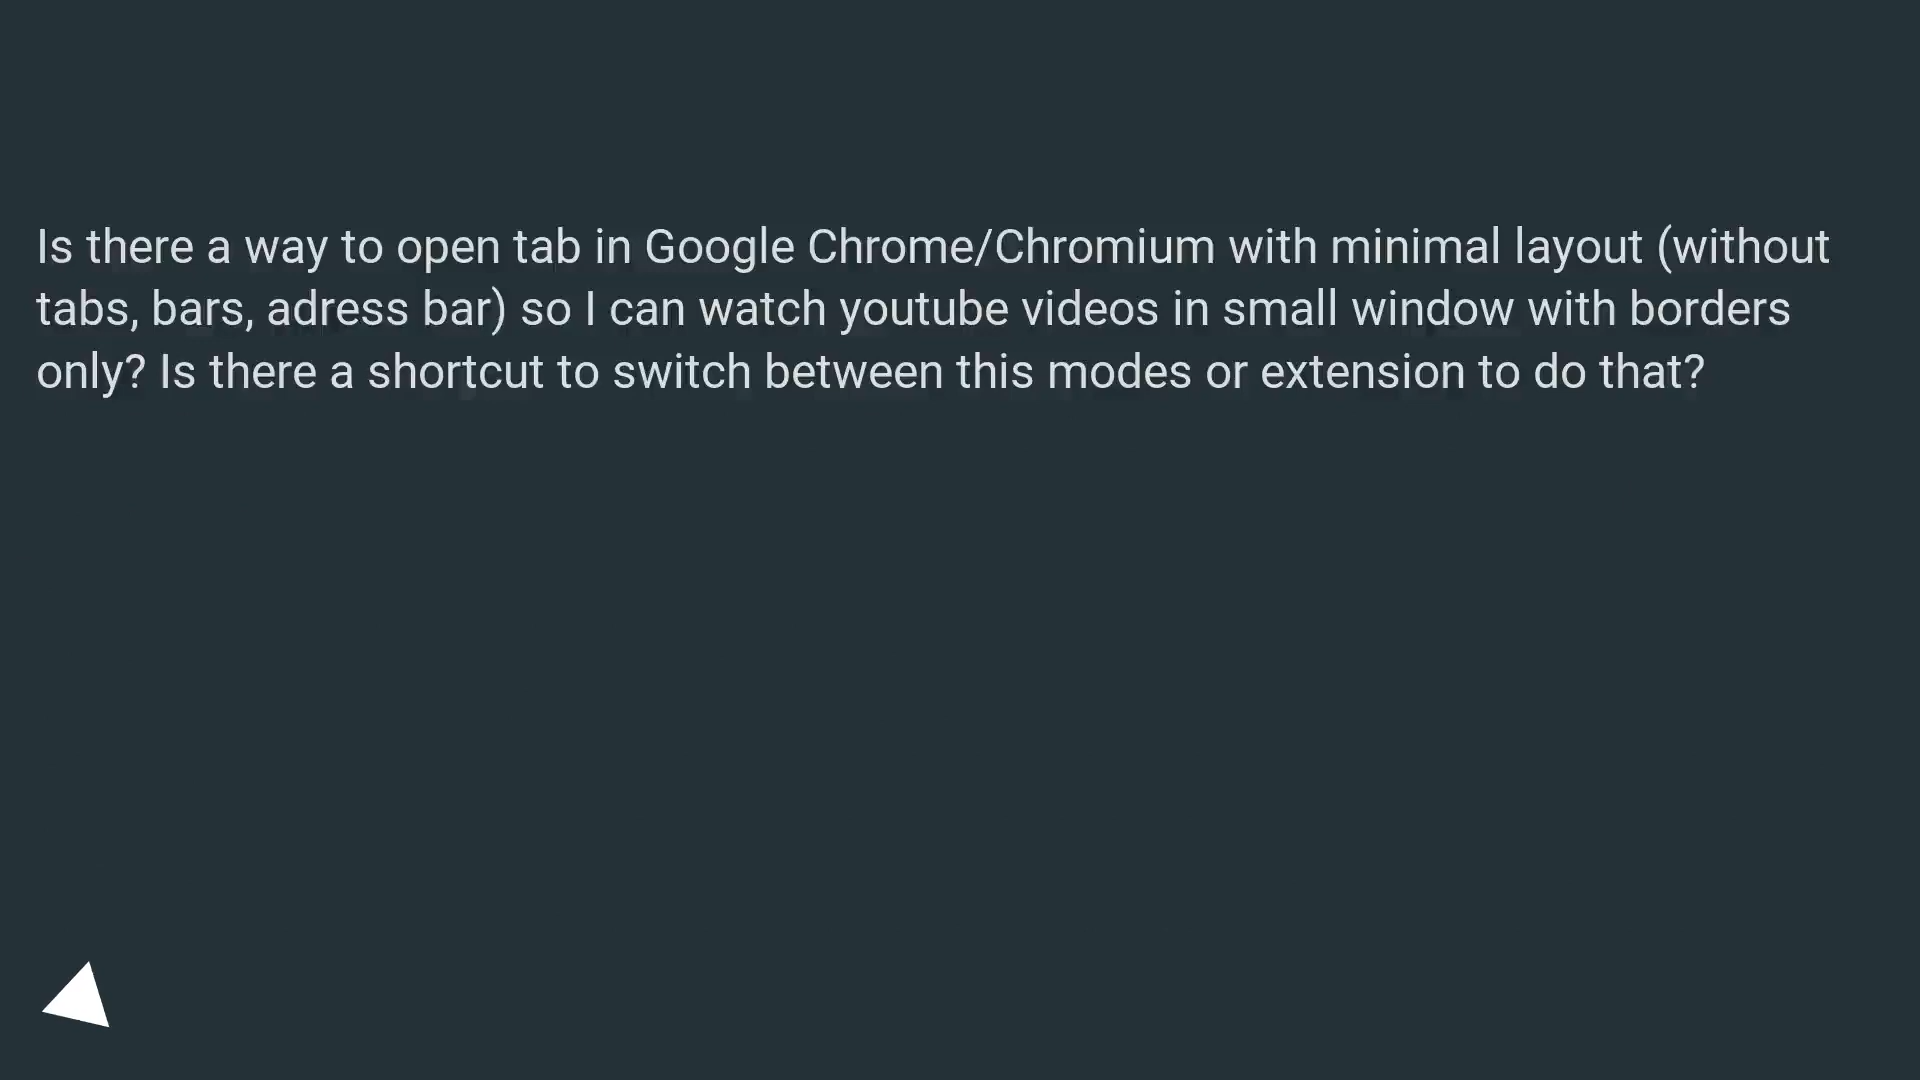 Is there a way to open tab in Google Chrome/Chromium with minimal layout (without
tabs, bars, adress bar) so I can watch youtube videos in small window with borders
only? Is there a shortcut to switch between this modes or extension to do that?